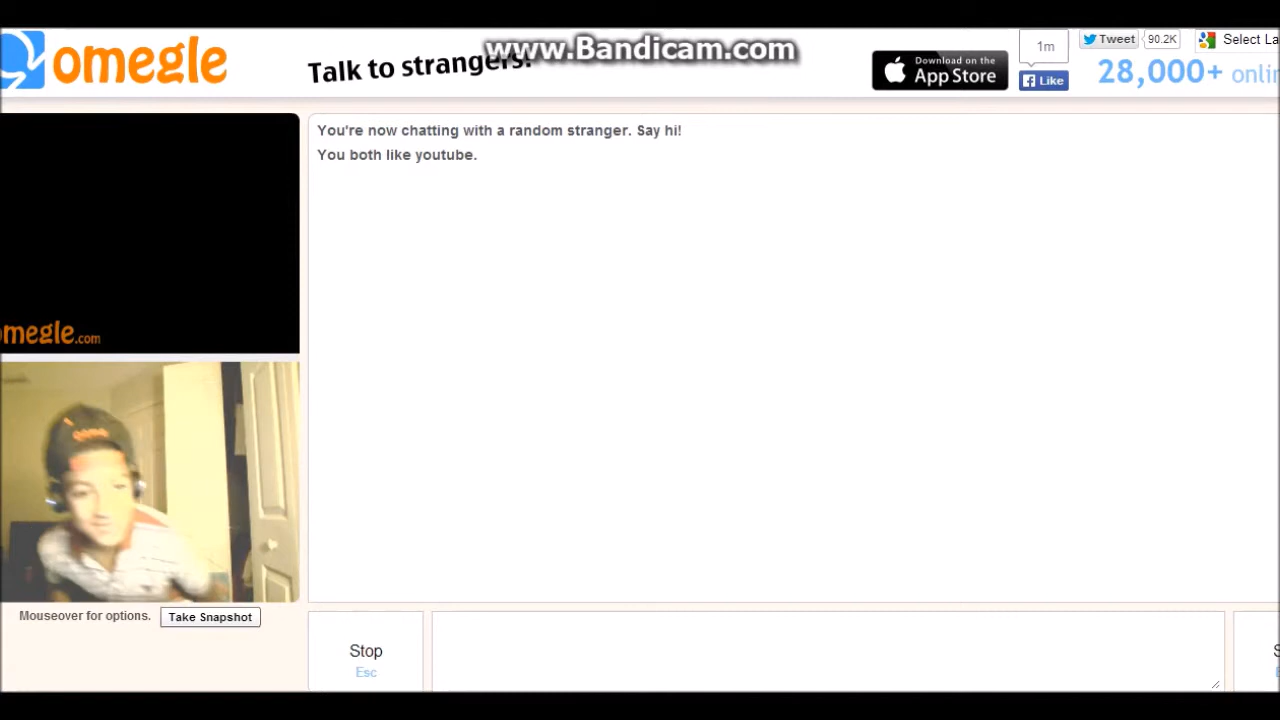 www.Bandicam.com
omegle
Talk to strangers!
Download on the
App Store
1m
Like
Tweet
90.2K
Select La
28,000+ onlin
You're now chatting with a random stranger. Say hi!
You both like youtube.
omegle.com
Mouseover for options.
Take Snapshot
Stop
Esc